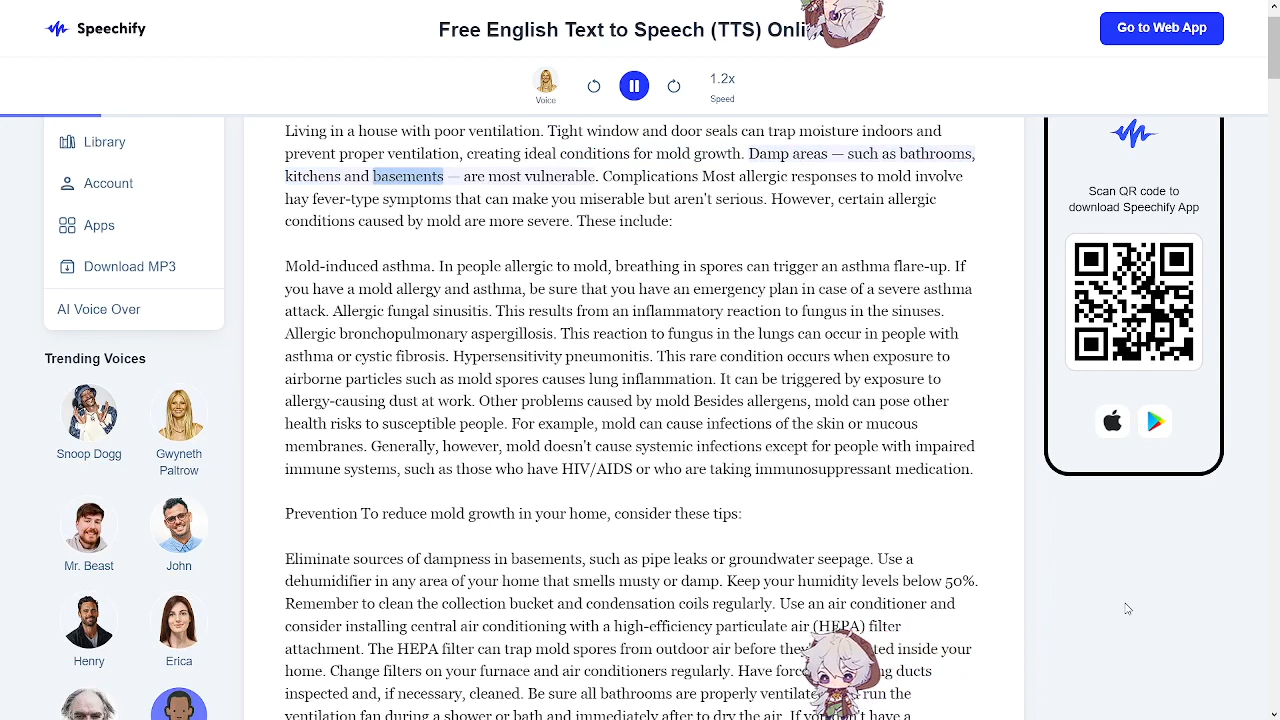 Speechify
Free English Text to Speech (TTS) Onli
Go to Web App
Voice
1.2x
Speed
Library
Account
Apps
Download MP3
AI Voice Over
Trending Voices
Snoop Dogg
Gwyneth
Paltrow
Mr. Beast
John
Henry
Erica
Living in a house with poor ventilation. Tight window and door seals can trap moisture indoors and
prevent proper ventilation, creating ideal conditions for mold growth. Damp areas — such as bathrooms,
kitchens and basements — are most vulnerable. Complications Most allergic responses to mold involve
hay fever-type symptoms that can make you miserable but aren't serious. However, certain allergic
conditions caused by mold are more severe. These include:
Mold-induced asthma. In people allergic to mold, breathing in spores can trigger an asthma flare-up. If
you have a mold allergy and asthma, be sure that you have an emergency plan in case of a severe asthma
attack. Allergic fungal sinusitis. This results from an inflammatory reaction to fungus in the sinuses.
Allergic bronchopulmonary aspergillosis. This reaction to fungus in the lungs can occur in people with
asthma or cystic fibrosis. Hypersensitivity pneumonitis. This rare condition occurs when exposure to
airborne particles such as mold spores causes lung inflammation. It can be triggered by exposure to
allergy-causing dust at work. Other problems caused by mold Besides allergens, mold can pose other
health risks to susceptible people. For example, mold can cause infections of the skin or mucous
membranes. Generally, however, mold doesn't cause systemic infections except for people with impaired
immune systems, such as those who have HIV/AIDS or who are taking immunosuppressant medication.
Prevention To reduce mold growth in your home, consider these tips:
Eliminate sources of dampness in basements, such as pipe leaks or groundwater seepage. Use a
dehumidifier in any area of your home that smells musty or damp. Keep your humidity levels below 50%.
Remember to clean the collection bucket and condensation coils regularly. Use an air conditioner and
consider installing central air conditioning with a high-efficiency particulate air (HEPA) filter
attachment. The HEPA filter can trap mold spores from outdoor air before inside your
home. Change filters on your furnace and air conditioners regularly. Have ducts
inspected and, if necessary, cleaned. Be sure all bathrooms are properly run the
ventilation fan during a shower or bath and immediately after to dry the air. If you don't have a
Scan QR code to
download Speechify App